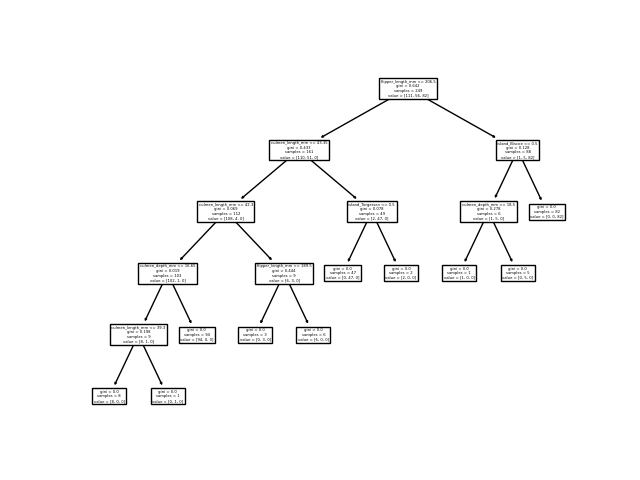 flipper_length_mm <= 206.5
gini = 0.642
samples = 249
value = [111, 56, 82]
culmen_length_mm <= 43.35
gini = 0.433
samples = 161
value = [110, 51, 0]
island_Biscoe <= 0.5
gini = 0.128
samples = 88
value = [1, 5, 82]
culmen_length_mm <= 42.3
gini = 0.069
samples = 112
value = [108, 4, 0]
island_Torgersen <= 0.5
gini = 0.078
samples = 49
value = [2, 47, 0]
culmen_depth_mm <= 18.5
gini = 0.278
samples = 6
value = [1, 5, 0]
gini = 0.0
samples = 82
value = [0, 0, 82]
culmen_depth_mm <= 16.65
gini = 0.019
samples = 103
value = [102, 1, 0]
flipper_length_mm <=
gini = 0.444
samples = 9
value = [6, 3, 0]
gini = 0.0
samples = 47
value = [0, 47, 0]
gini = 0.0
samples = 2
value = [2, 0, 0]
gini = 0.0
samples = 1
value = [1, 0, 0]
gini = 0.0
samples = 5
value = [0, 5, 0]
culmen_length_mm <= 39.3
gini = 0.198
samples = 9
value = [8, 1, 0]
gini = 0.0
samples = 94
value = [94, 0, 0]
gini = 0.0
samples = 3
value = [0, 3, 0]
gini = 0.0
samples = 6
value = [6, 0, 0]
gini = 0.0
samples = 8
value = [8, 0, 0]
gini = 0.0
samples = 1
value = [0, 1, 0]